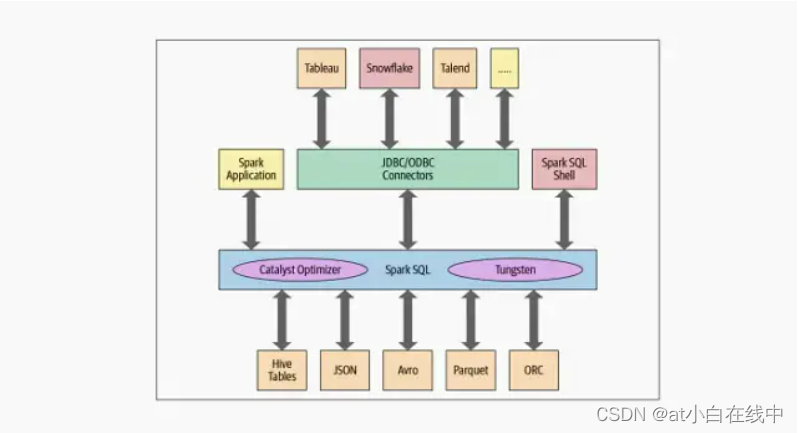 Tableau
Snowflake
Talend
.....
Spark
Application
JDBC/ODBC
Connectors
Spark SQL
Shell
Catalyst Optimizer
Spark SQL
Tungsten
Hive
Tables
JSON
Avro
Parquet
ORC
CSDN @at小白在线中